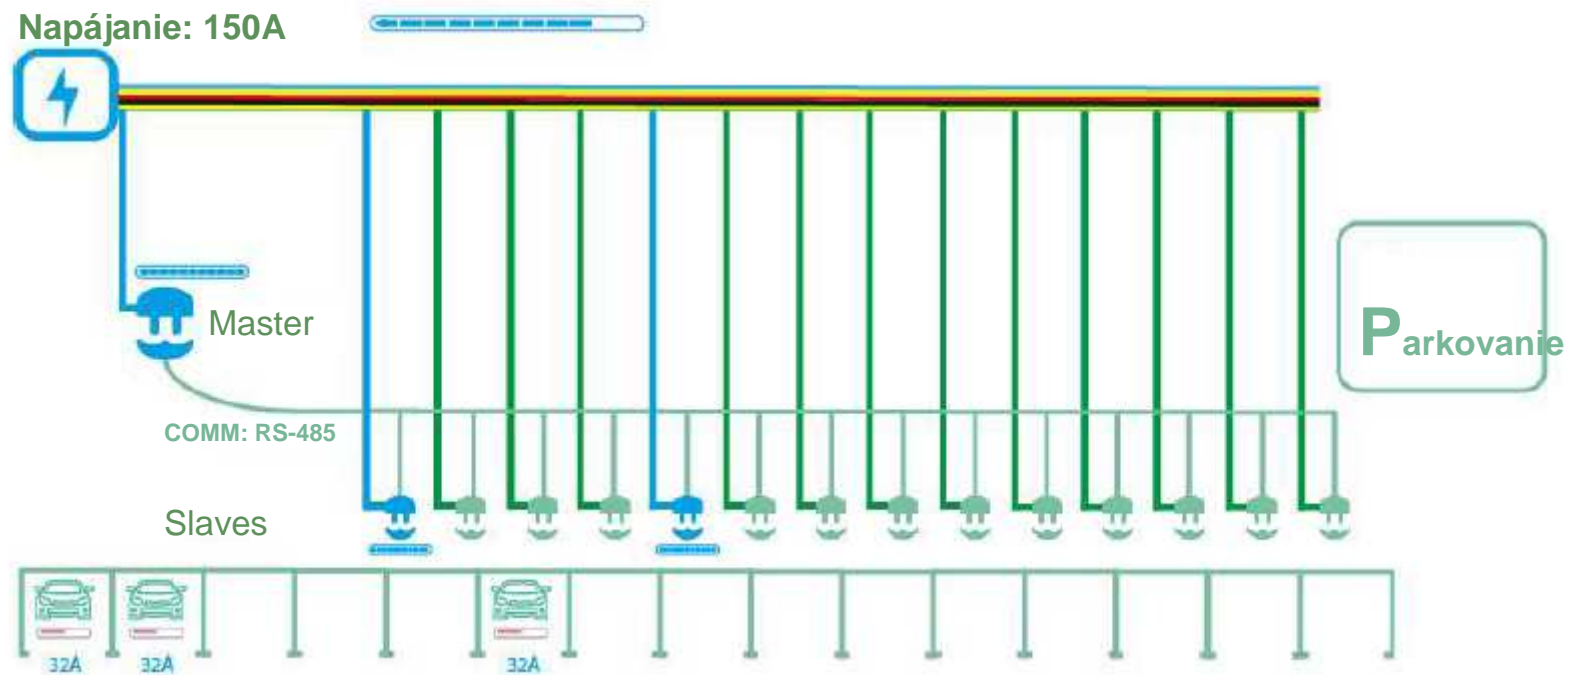 Napájanie: 150A
Master
Parkovanie
COMM: RS-485
Slaves
32A
32A
32A